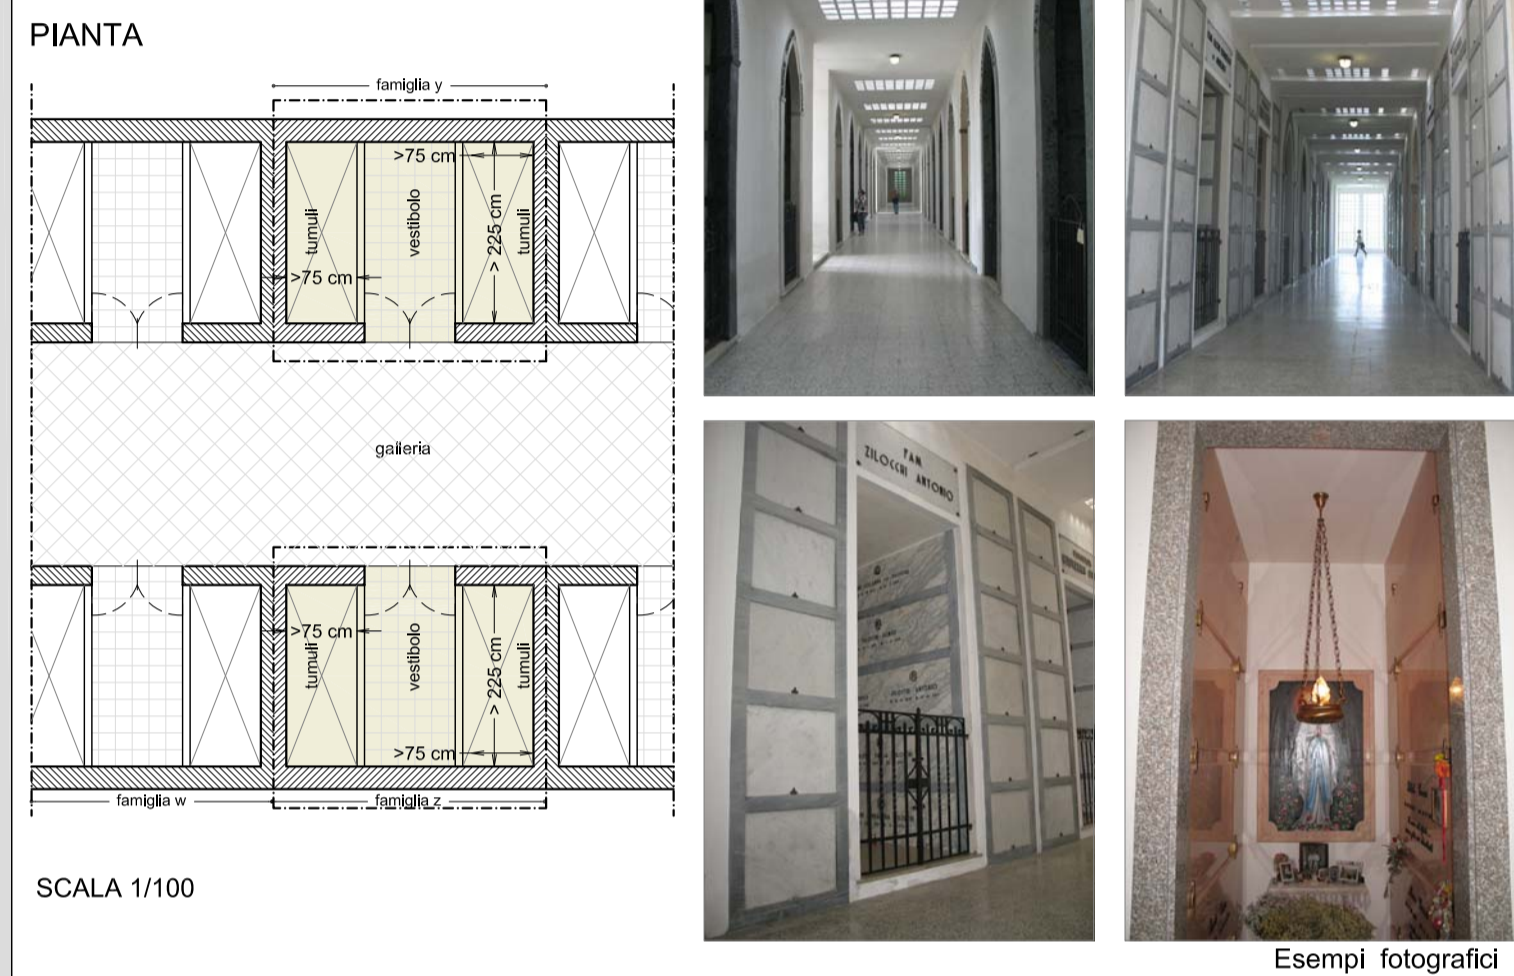 PIANTA
famiglia y
>75 cm
tumuli
vestibolo
> 225 cm
tumuli
>75 cm
galleria
>75 cm
tumuli
vestibolo
> 225 cm
tumuli
>75 cm
famiglia w
famiglia z
SCALA 1/100
FAM.
ZILOCCHI ANTONIO
Esempi fotografici